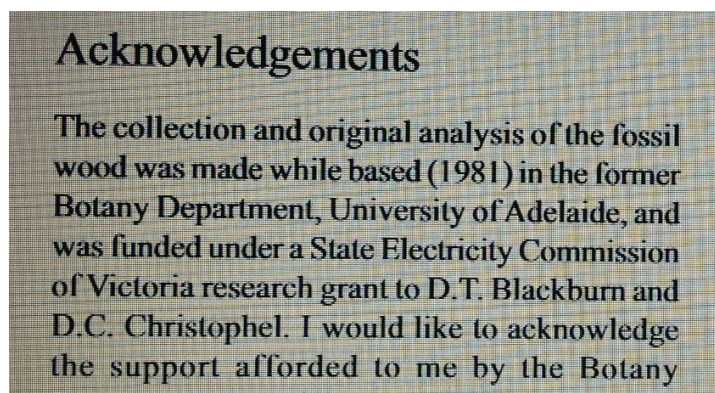 Acknowledgements
The collection and original analysis of the fossil
wood was made while based (1981) in the former
Botany Department, University of Adelaide, and
was funded under a State Electricity Commission
of Victoria research grant to D.T. Blackburn and
D.C. Christophel. I would like to acknowledge
the support afforded to me by the Botany